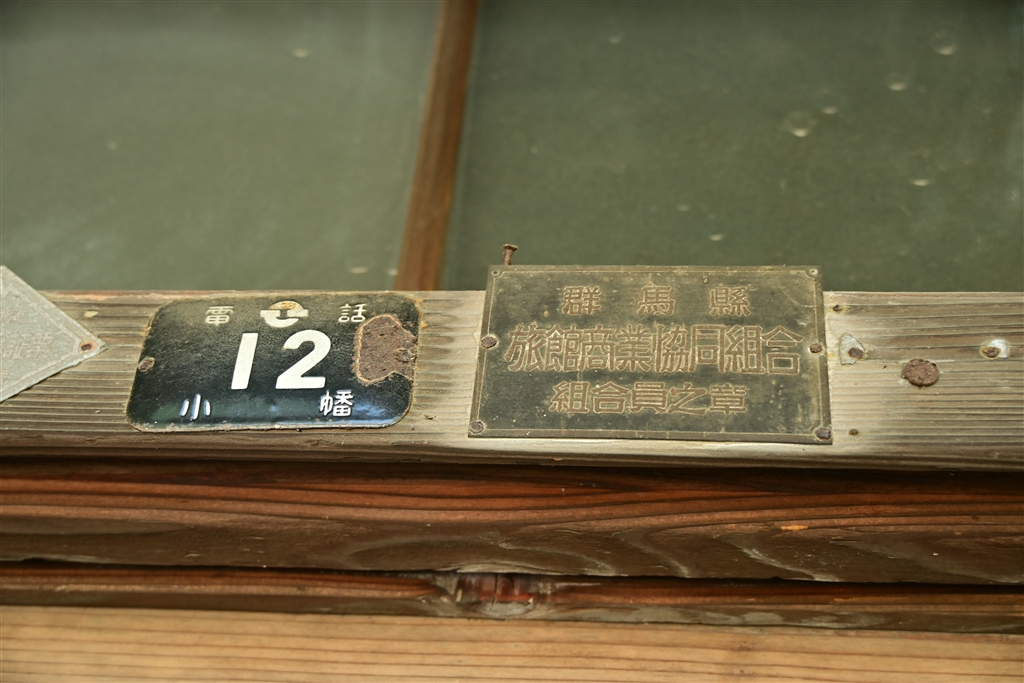 電話
12
小幡
群馬縣
旅館商業協同組合
組合員之章